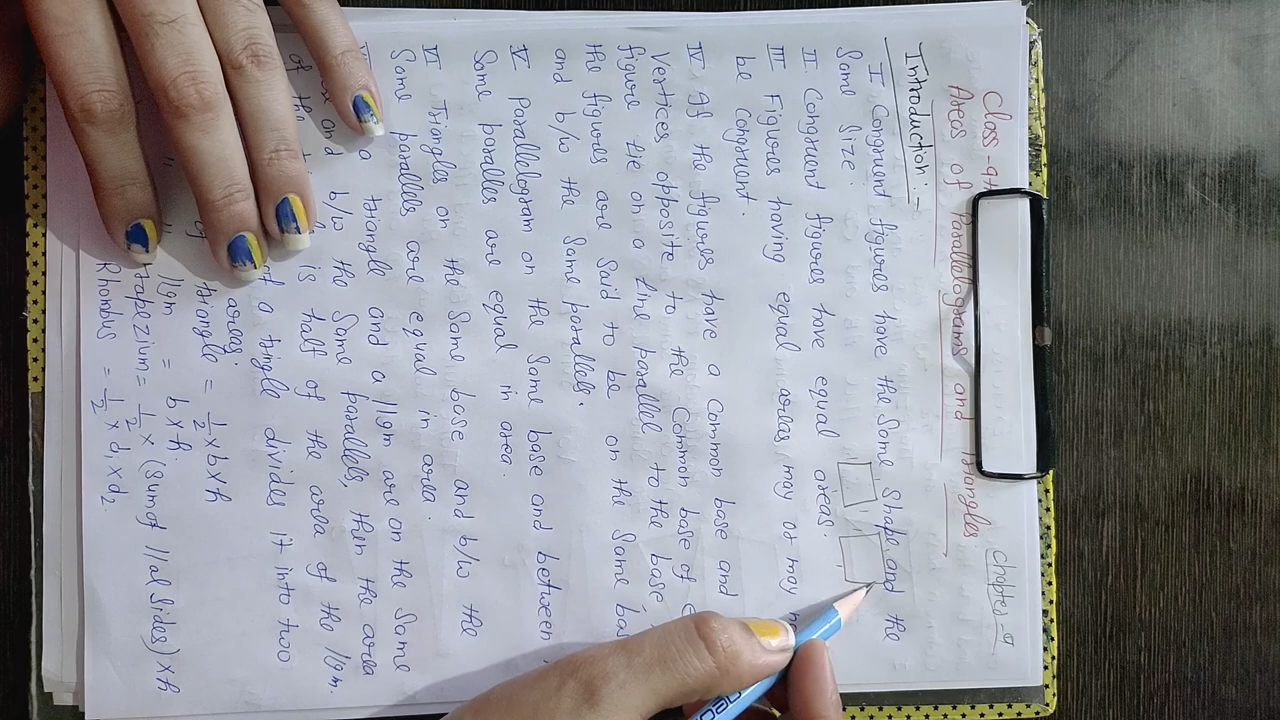 Class - 9th
Chapter - 9
Areas of Parallelograms and triangles.
Introduction :-
I Congruent figures have the Same Shape and the
Same Size.
II. Congruent figures have equal areas.
III Figures having equal areas may or may
be Congruent.
IV If the figures have a Common base and
Vertices opposite to the Common base of
figure lie on a line parallel to the base,
the figures are Said to be on the Same bas
and b/w the Same parallels.
V Parallelogram on the Same base and between
Same parallels are equal in area.
VI Triangles on the Same base and b/w the
Same parallels are equal in area.
a triangle and a ||gm are on the Same
and b/w the Same parallels, then the area
of the is half of the area of the ||gm.
of a triangle divides it into two
areas.
of triangle = 1/2 × b × h
" " ||gm = b × h.
trapezium = 1/2 × (Sum of ||al Sides) × h
Rhombus = 1/2 × d1 × d2.